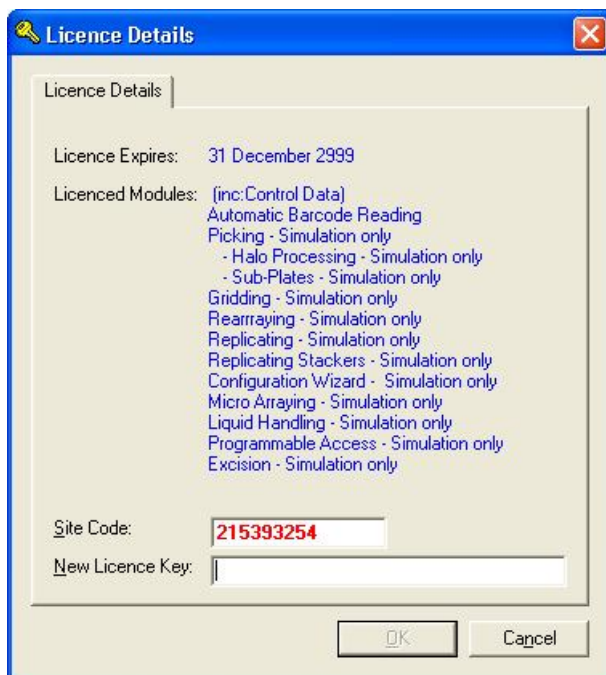 Licence Details
Licence Details
Licence Expires: 31 December 2999
Licenced Modules: (inc:Control Data)
Automatic Barcode Reading
Picking - Simulation only
- Halo Processing - Simulation only
- Sub-Plates - Simulation only
Gridding - Simulation only
Rearrraying - Simulation only
Replicating - Simulation only
Replicating Stackers - Simulation only
Configuration Wizard - Simulation only
Micro Arraying - Simulation only
Liquid Handling - Simulation only
Programmable Access - Simulation only
Excision - Simulation only
Site Code: 215393254
New Licence Key:
OK Cancel